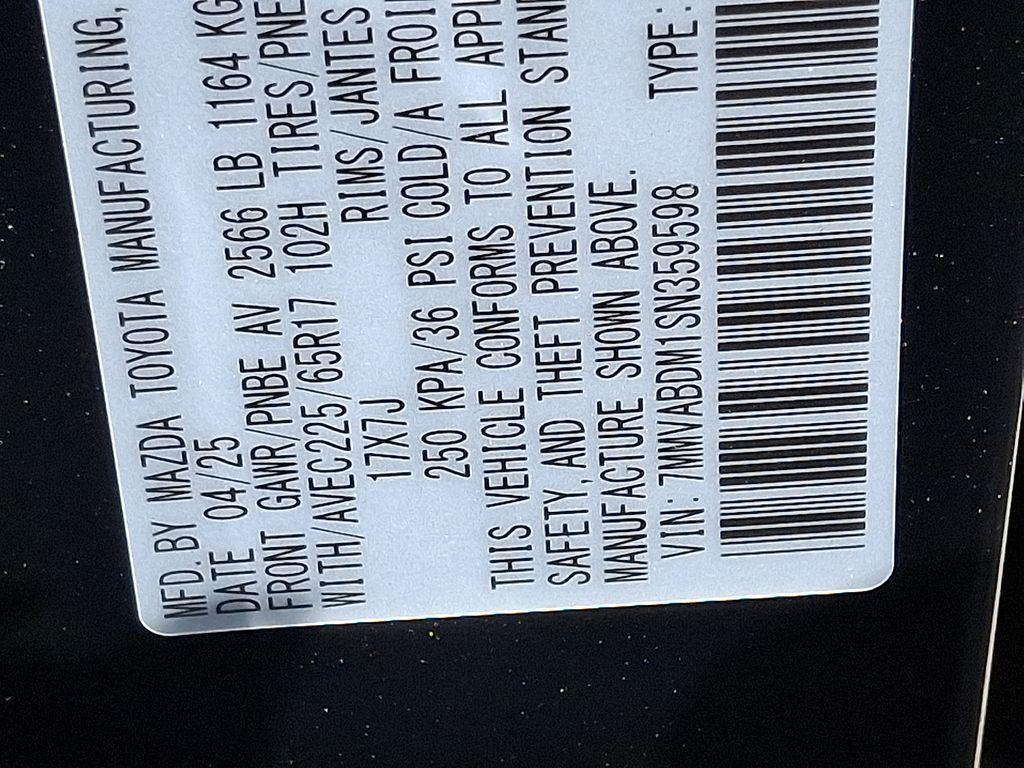 MFD.BY MAZDA TOYOTA MANUFACTURING,
DATE 04/25
FRONT GAWR/PNBE AV 2566 LB 1164 KG
WITH/AVEC225/65R17 102H TIRES/PNE
17X7J RIMS/JANTES
250 KPA/36 PSI COLD/A FROID
THIS VEHICLE CONFORMS TO ALL APPL
SAFETY,AND THEFT PREVENTION STAN
MANUFACTURE SHOWN ABOVE.
VIN:7MMVABDM1SN359598 TYPE: